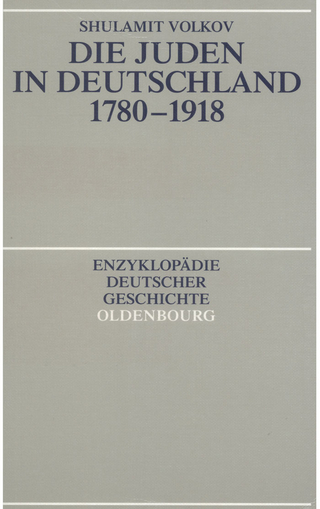 SHULAMIT VOLKOV
DIE JUDEN
IN DEUTSCHLAND
1780–1918
ENZYKLOPÄDIE
DEUTSCHER
GESCHICHTE
OLDENBOURG